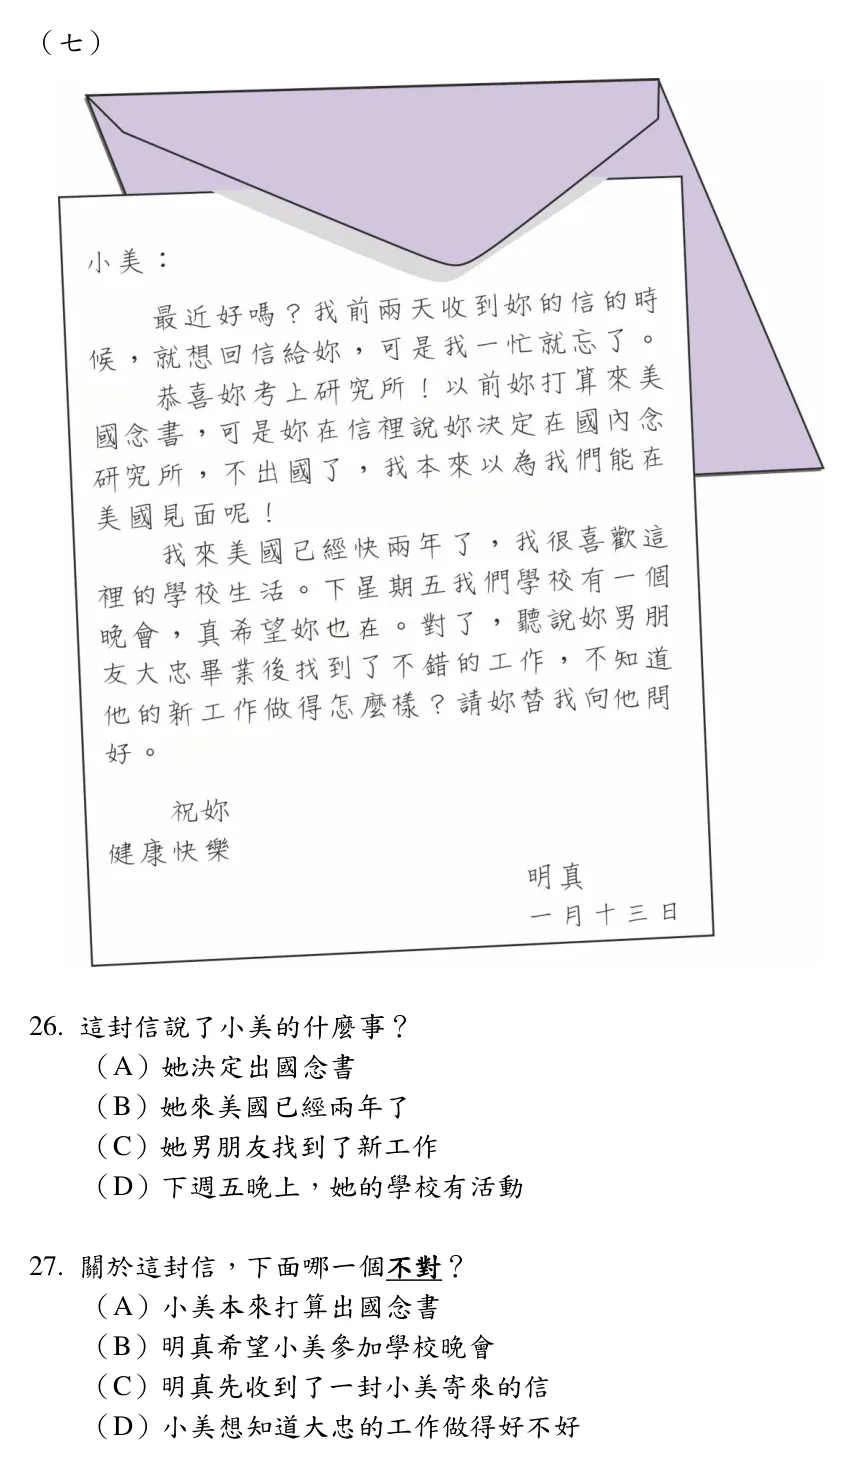 （七）
小美：
最近好嗎？我前兩天收到妳的信的時
候，就想回信給妳，可是我一忙就忘了。
恭喜妳考上研究所！以前妳打算來美
國念書，可是妳在信裡說妳決定在國內念
研究所，不出國了，我本來以為我們能在
美國見面呢！
我來美國已經快兩年了，我很喜歡這
裡的學校生活。下星期五我們學校有一個
晚會，真希望妳也在。對了，聽說妳男朋
友大忠畢業後找到了不錯的工作，不知道
他的新工作做得怎麼樣？請妳替我向他問
好。
祝妳
健康快樂
明真
一月十三日
26. 這封信說了小美的什麼事？
（A）她決定出國念書
（B）她來美國已經兩年了
（C）她男朋友找到了新工作
（D）下週五晚上，她的學校有活動
27. 關於這封信，下面哪一個不對？
（A）小美本來打算出國念書
（B）明真希望小美參加學校晚會
（C）明真先收到了一封小美寄來的信
（D）小美想知道大忠的工作做得好不好